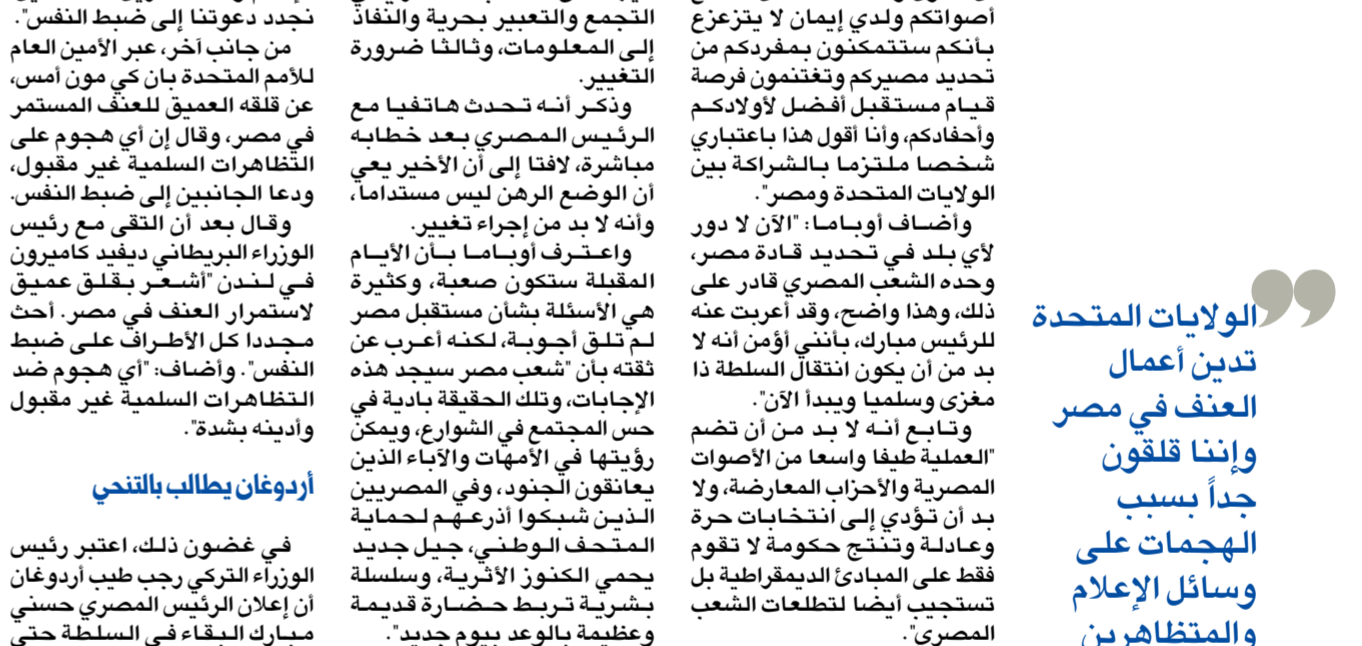 الولايات المتحدة
تدين أعمال
العنف في مصر
وإننا قلقون
جداً بسبب
الهجمات على
وسائل الإعلام
والمتظاهرين
أصواتكم ولدي إيمان لا يتزعزع
بأنكم ستتمكنون بمفردكم من
تحديد مصيركم وتغتنمون فرصة
قيام مستقبل أفضل لأولادكم
وأحفادكم، وأنا أقول هذا باعتباري
شخصا ملتزما بالشراكة بين
الولايات المتحدة ومصر".
وأضاف أوباما: "الآن لا دور
لأي بلد في تحديد قادة مصر،
وحده الشعب المصري قادر على
ذلك، وهذا واضح، وقد أعربت عنه
للرئيس مبارك، بأنني أؤمن أنه لا
بد من أن يكون انتقال السلطة ذا
مغزى وسلميا ويبدأ الآن".
وتابع أنه لا بد من أن تضم
"العملية طيفا واسعا من الأصوات
المصرية والأحزاب المعارضة، ولا
بد أن تؤدي إلى انتخابات حرة
وعادلة وتنتج حكومة لا تقوم
فقط على المبادئ الديمقراطية بل
تستجيب أيضا لتطلعات الشعب
المصري".
التجمع والتعبير بحرية والنفاذ
إلى المعلومات، وثالثا ضرورة
التغيير.
وذكر أنه تحدث هاتفيا مع
الرئيس المصري بعد خطابه
مباشرة، لافتا إلى أن الأخير يعي
أن الوضع الرهن ليس مستداما،
وأنه لا بد من إجراء تغيير.
واعترف أوباما بأن الأيام
المقبلة ستكون صعبة، وكثيرة
هي الأسئلة بشأن مستقبل مصر
لم تلق أجوبة، لكنه أعرب عن
ثقته بأن "شعب مصر سيجد هذه
الإجابات، وتلك الحقيقة بادية في
حس المجتمع في الشوارع، ويمكن
رؤيتها في الأمهات والآباء الذين
يعانقون الجنود، وفي المصريين
الذين شبكوا أذرعهم لحماية
المتحف الوطني، جيل جديد
يحمي الكنوز الأثرية، وسلسلة
بشرية تربط حضارة قديمة
وعظيمة بالوعد بيوم جديد".
نجدد دعوتنا إلى ضبط النفس".
من جانب آخر، عبر الأمين العام
للأمم المتحدة بان كي مون أمس،
عن قلقه العميق للعنف المستمر
في مصر، وقال إن أي هجوم على
التظاهرات السلمية غير مقبول،
ودعا الجانبين إلى ضبط النفس.
وقال بعد أن التقى مع رئيس
الوزراء البريطاني ديفيد كاميرون
في لندن "أشعر بقلق عميق
لاستمرار العنف في مصر. أحث
مجددا كل الأطراف على ضبط
النفس". وأضاف: "أي هجوم ضد
التظاهرات السلمية غير مقبول
وأدينه بشدة".
أردوغان يطالب بالتنحي
في غضون ذلك، اعتبر رئيس
الوزراء التركي رجب طيب أردوغان
أن إعلان الرئيس المصري حسني
مبارك البقاء في السلطة حتى